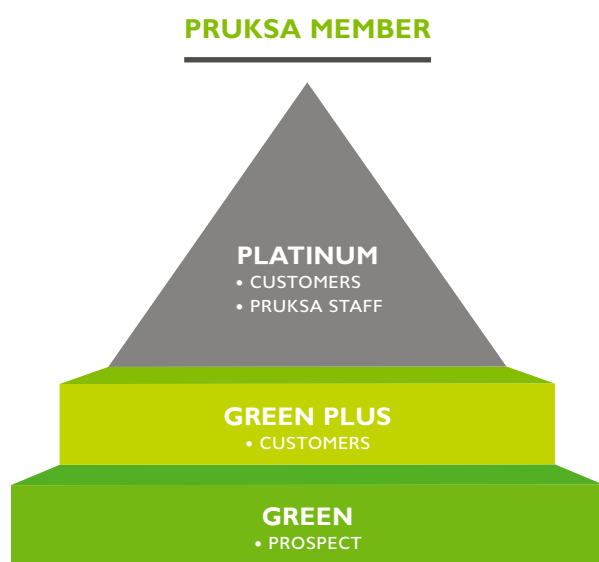 PRUKSA MEMBER
PLATINUM
• CUSTOMERS
• PRUKSA STAFF
GREEN PLUS
• CUSTOMERS
GREEN
• PROSPECT